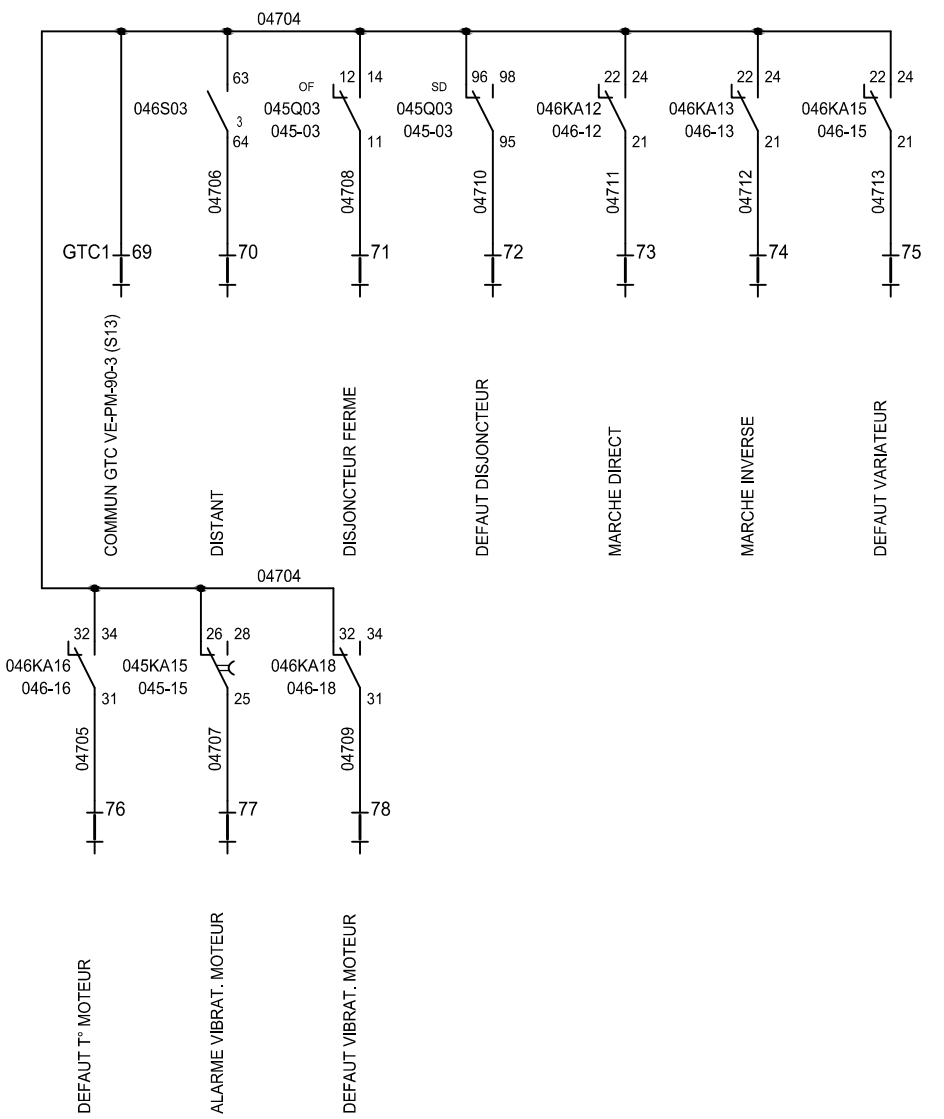 04704
63
046S03
3
64
04706
OF
12 14
045Q03
045-03
11
04708
SD
96 98
045Q03
045-03
95
04710
22 24
046KA12
046-12
21
04711
22 24
046KA13
046-13
21
04712
22 24
046KA15
046-15
21
04713
GTC1 69
70
71
72
73
74
75
COMMUN GTC VE-PM-90-3 (S13)
DISTANT
DISJONCTEUR FERME
DEFAUT DISJONCTEUR
MARCHE DIRECT
MARCHE INVERSE
DEFAUT VARIATEUR
04704
32 34
046KA16
046-16
31
04705
26 28
045KA15
045-15
25
04707
32 34
046KA18
046-18
31
04709
76
77
78
DEFAUT T° MOTEUR
ALARME VIBRAT. MOTEUR
DEFAUT VIBRAT. MOTEUR